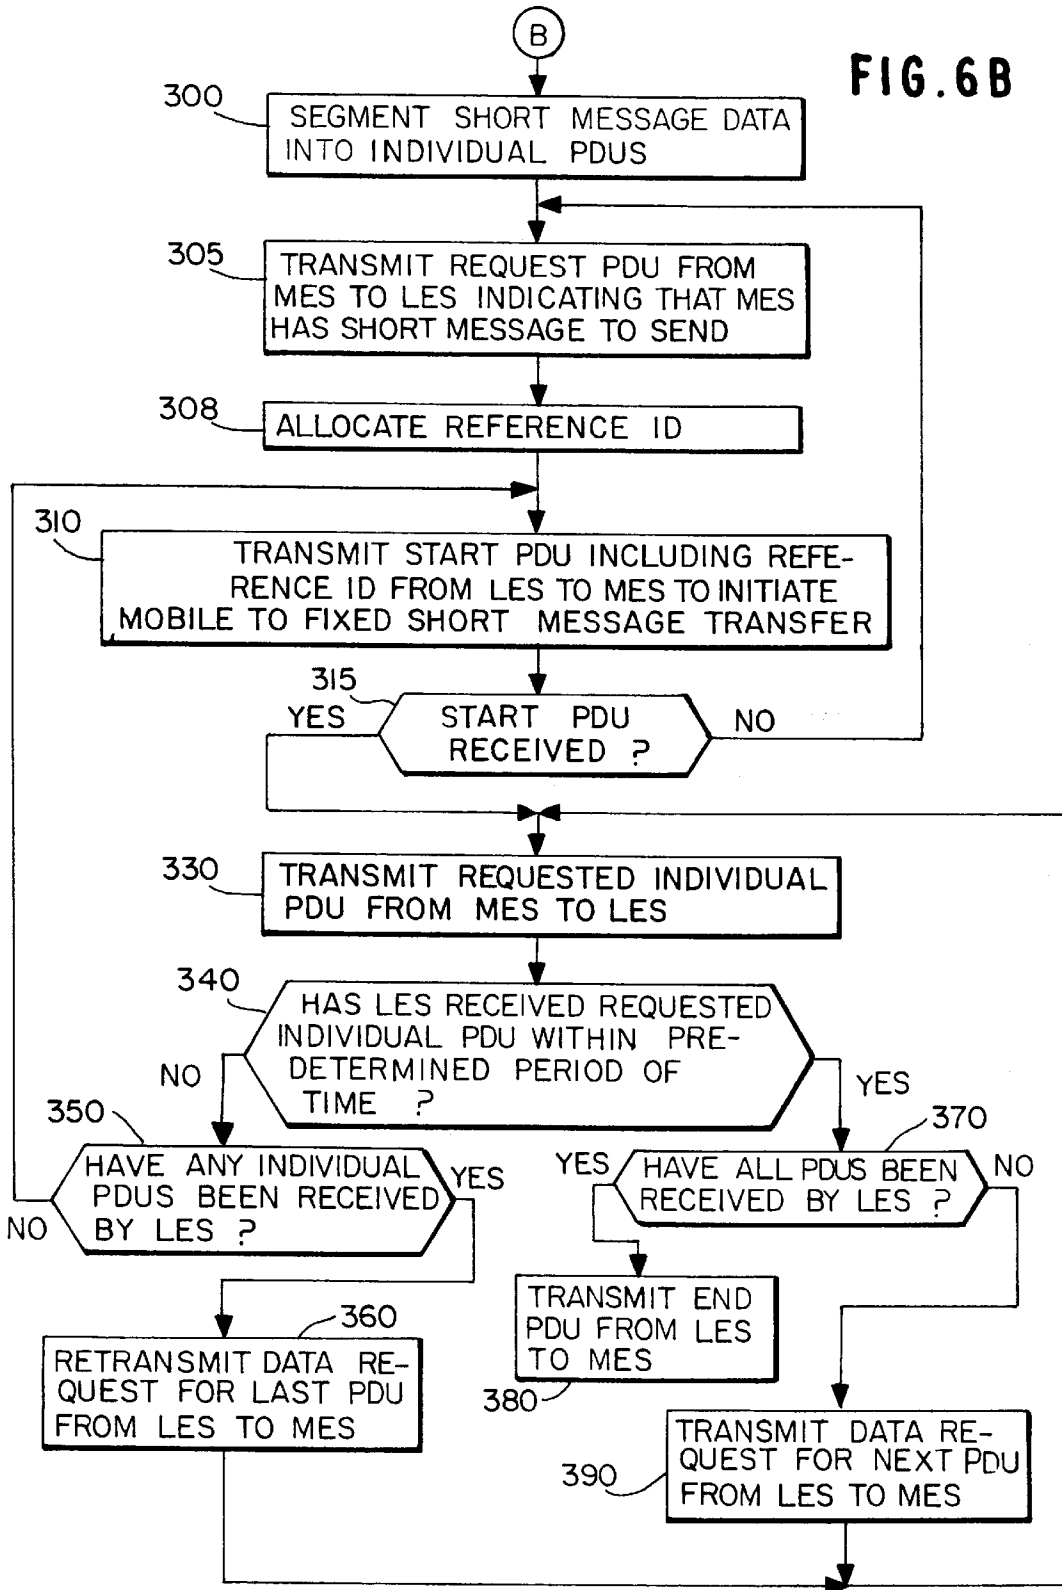 B
FIG.6B
300
SEGMENT SHORT MESSAGE DATA
INTO INDIVIDUAL PDUS
305
TRANSMIT REQUEST PDU FROM
MES TO LES INDICATING THAT MES
HAS SHORT MESSAGE TO SEND
308
ALLOCATE REFERENCE ID
310
TRANSMIT START PDU INCLUDING REFE-
RENCE ID FROM LES TO MES TO INITIATE
MOBILE TO FIXED SHORT MESSAGE TRANSFER
315
YES
START PDU
RECEIVED ?
NO
330
TRANSMIT REQUESTED INDIVIDUAL
PDU FROM MES TO LES
340
HAS LES RECEIVED REQUESTED
INDIVIDUAL PDU WITHIN PRE-
DETERMINED PERIOD OF
TIME ?
NO
YES
350
HAVE ANY INDIVIDUAL
PDUS BEEN RECEIVED
BY LES ?
YES
NO
370
YES
HAVE ALL PDUS BEEN
RECEIVED BY LES ?
NO
360
RETRANSMIT DATA RE-
QUEST FOR LAST PDU
FROM LES TO MES
TRANSMIT END
PDU FROM LES
TO MES
380
390
TRANSMIT DATA RE-
QUEST FOR NEXT PDU
FROM LES TO MES